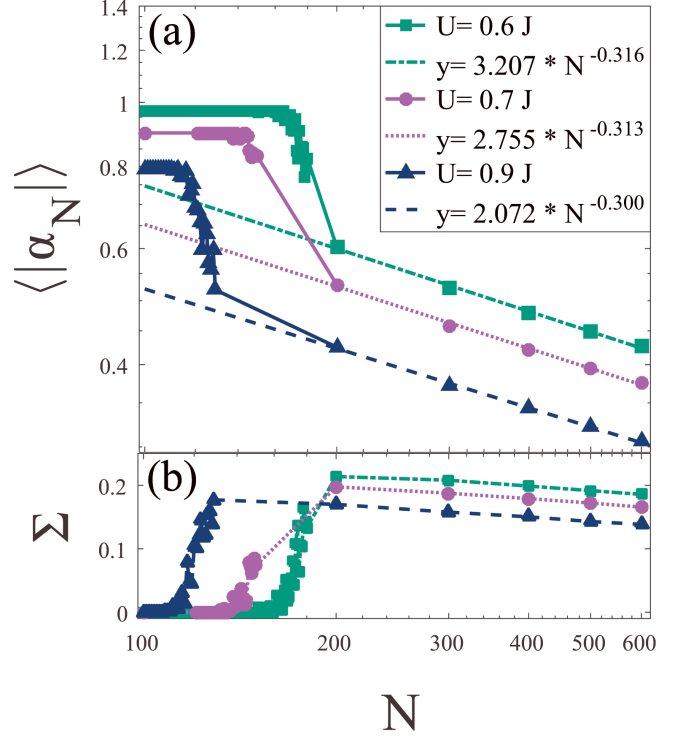 (a)
U= 0.6 J
y= 3.207 * N^-0.316
U= 0.7 J
y= 2.755 * N^-0.313
U= 0.9 J
y= 2.072 * N^-0.300
⟨|α_N|⟩
1.4
1.2
1
0.8
0.6
0.4
(b)
Σ
0.2
0.1
0
100
200
300
400
500
600
N